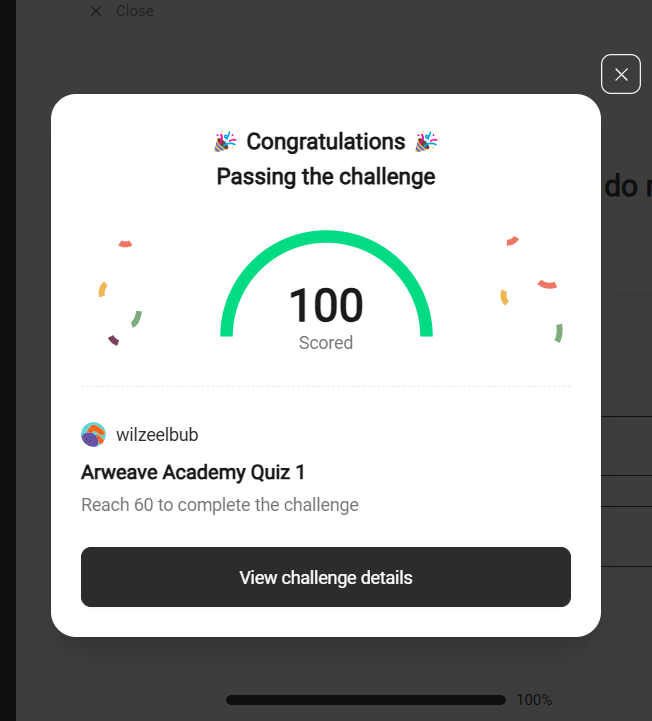 Close
🎉 Congratulations 🎉
Passing the challenge
do
100
Scored
wilzeelbub
Arweave Academy Quiz 1
Reach 60 to complete the challenge
View challenge details
100%